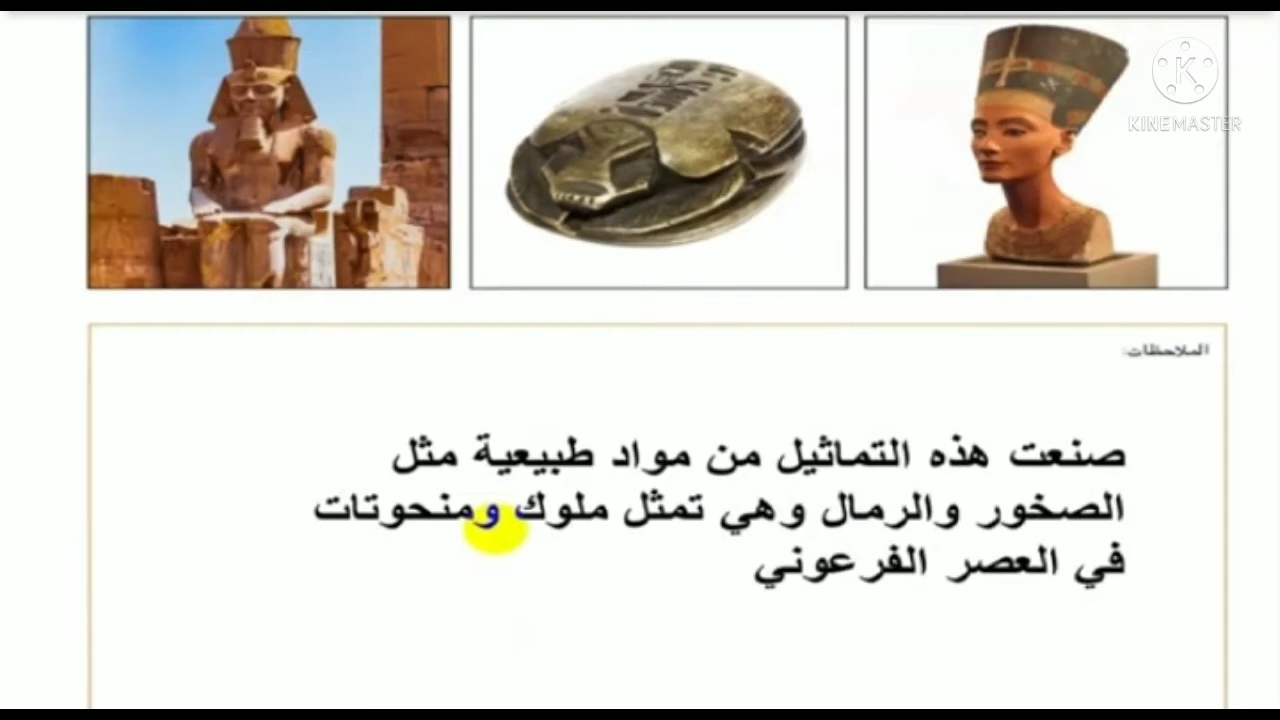 KINEMASTER
الملاحظات:
صنعت هذه التماثيل من مواد طبيعية مثل
الصخور والرمال وهي تمثل ملوك ومنحوتات
في العصر الفرعوني